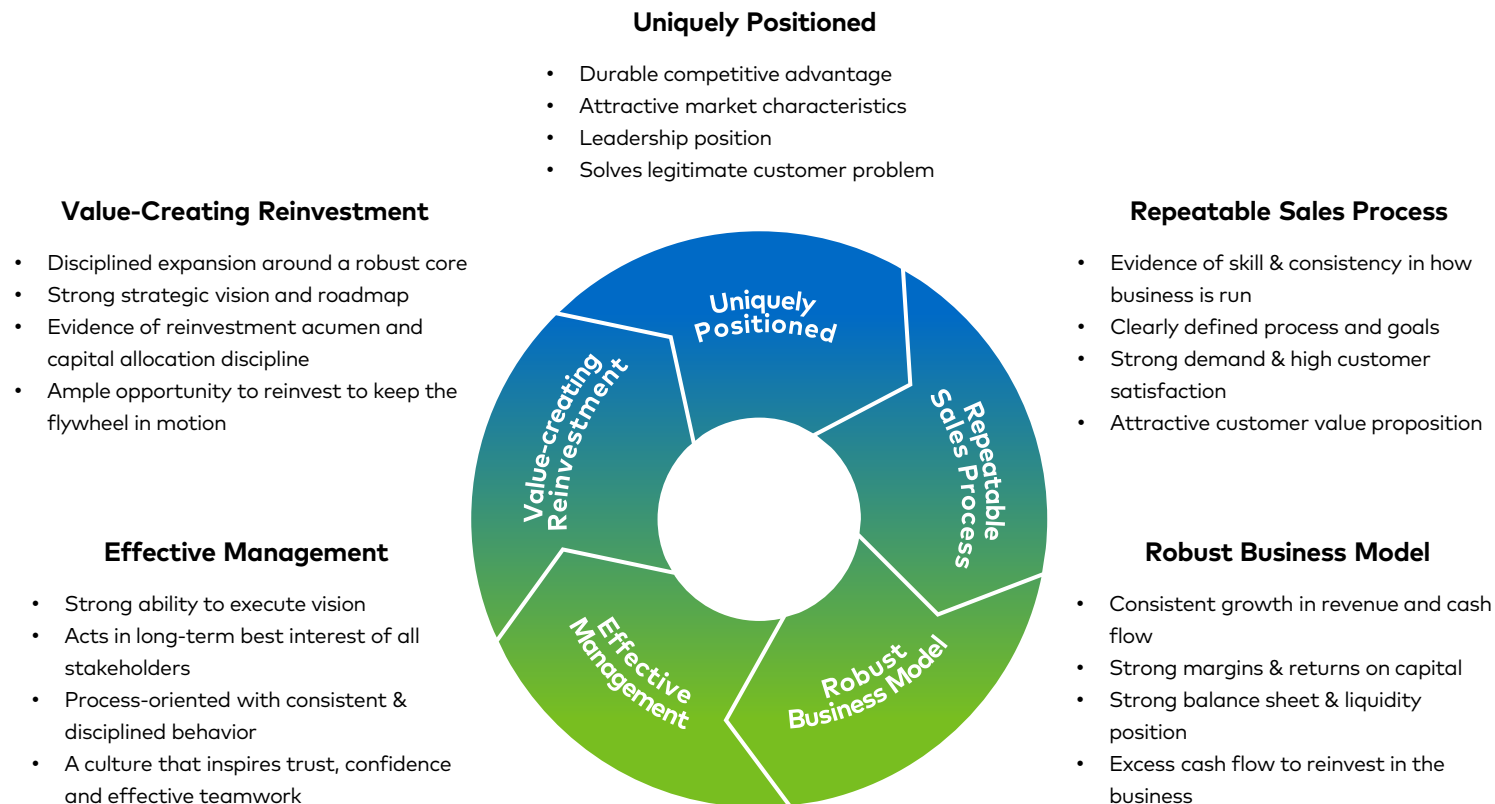 Uniquely Positioned
• Durable competitive advantage
• Attractive market characteristics
• Leadership position
• Solves legitimate customer problem
Value-Creating Reinvestment
• Disciplined expansion around a robust core
• Strong strategic vision and roadmap
• Evidence of reinvestment acumen and
capital allocation discipline
• Ample opportunity to reinvest to keep the
flywheel in motion
Repeatable Sales Process
• Evidence of skill & consistency in how
business is run
• Clearly defined process and goals
• Strong demand & high customer
satisfaction
• Attractive customer value proposition
Uniquely
Positioned
Repeatable
Sales Process
Robust
Business Model
Effective
Management
Value-creating
Reinvestment
Effective Management
• Strong ability to execute vision
• Acts in long-term best interest of all
stakeholders
• Process-oriented with consistent &
disciplined behavior
• A culture that inspires trust, confidence
and effective teamwork
Robust Business Model
• Consistent growth in revenue and cash
flow
• Strong margins & returns on capital
• Strong balance sheet & liquidity
position
• Excess cash flow to reinvest in the
business